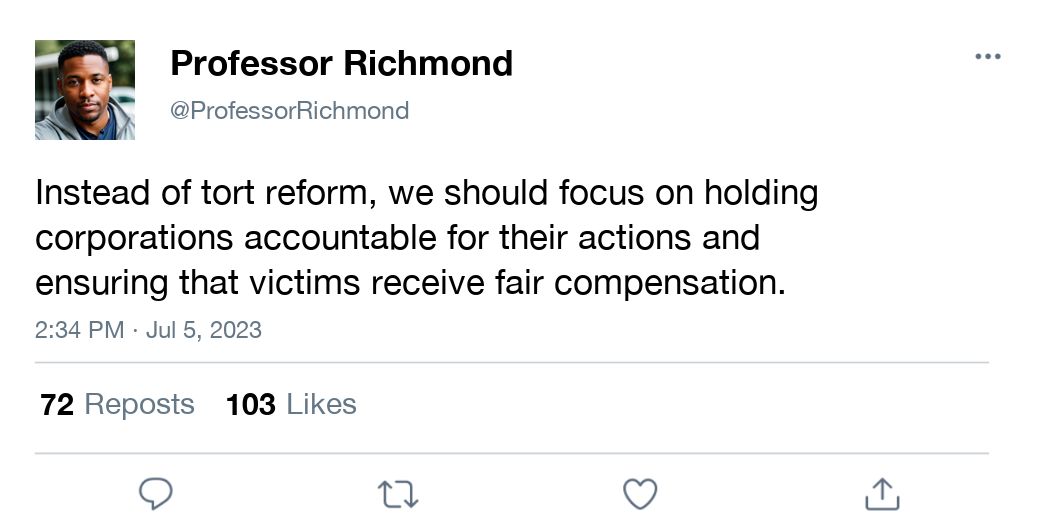 Professor Richmond
@ProfessorRichmond
Instead of tort reform, we should focus on holding
corporations accountable for their actions and
ensuring that victims receive fair compensation.
2:34 PM · Jul 5, 2023
72 Reposts 103 Likes